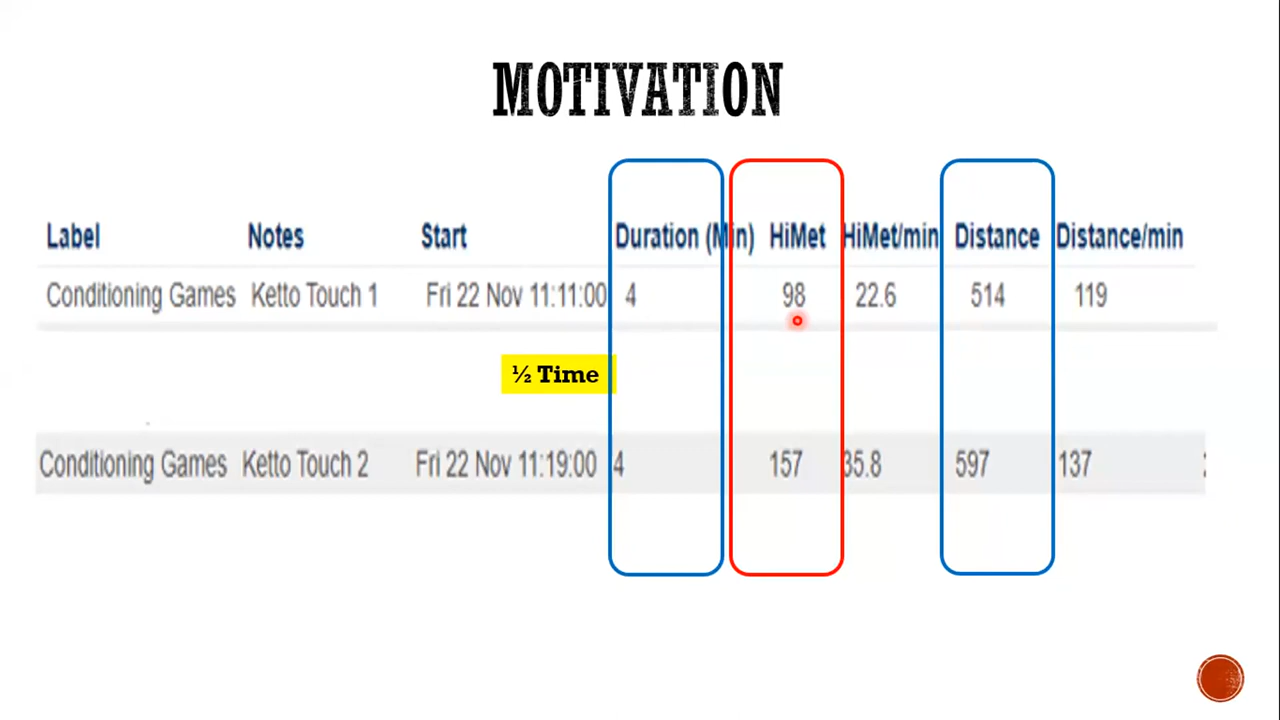 MOTIVATION
Label Notes Start Duration (Min) HiMet HiMet/min Distance Distance/min
Conditioning Games Ketto Touch 1 Fri 22 Nov 11:11:00 4 98 22.6 514 119
½ Time
Conditioning Games Ketto Touch 2 Fri 22 Nov 11:19:00 4 157 35.8 597 137